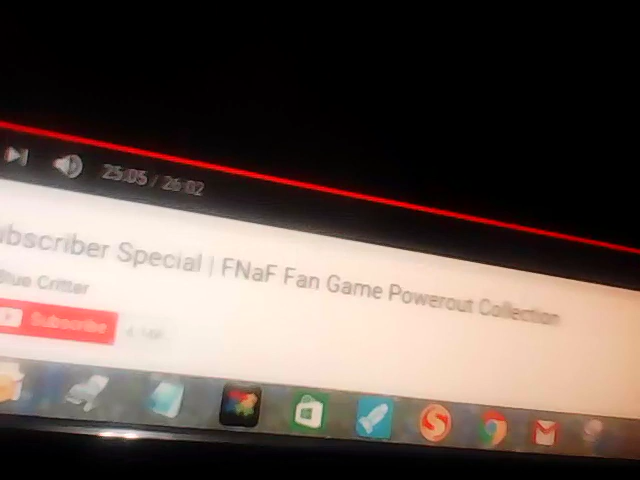 25:05 / 26:02
ubscriber Special | FNaF Fan Game Powerout Collection
Blue Critter
Subscribe